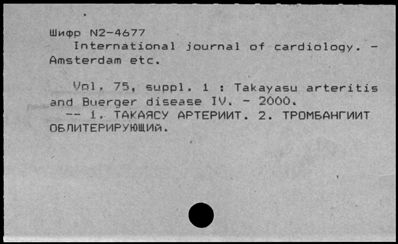 Шифр N2-4677
International journal of cardiology. -
Amsterdam etc.
Vol. 75, suppl. 1 : Takayasu arteritis
and Buerger disease IV. - 2000.
-- 1. ТАКАЯСУ АРТЕРИИТ. 2. ТРОМБАНГИИТ
ОБЛИТЕРИРУЮЩИЙ.